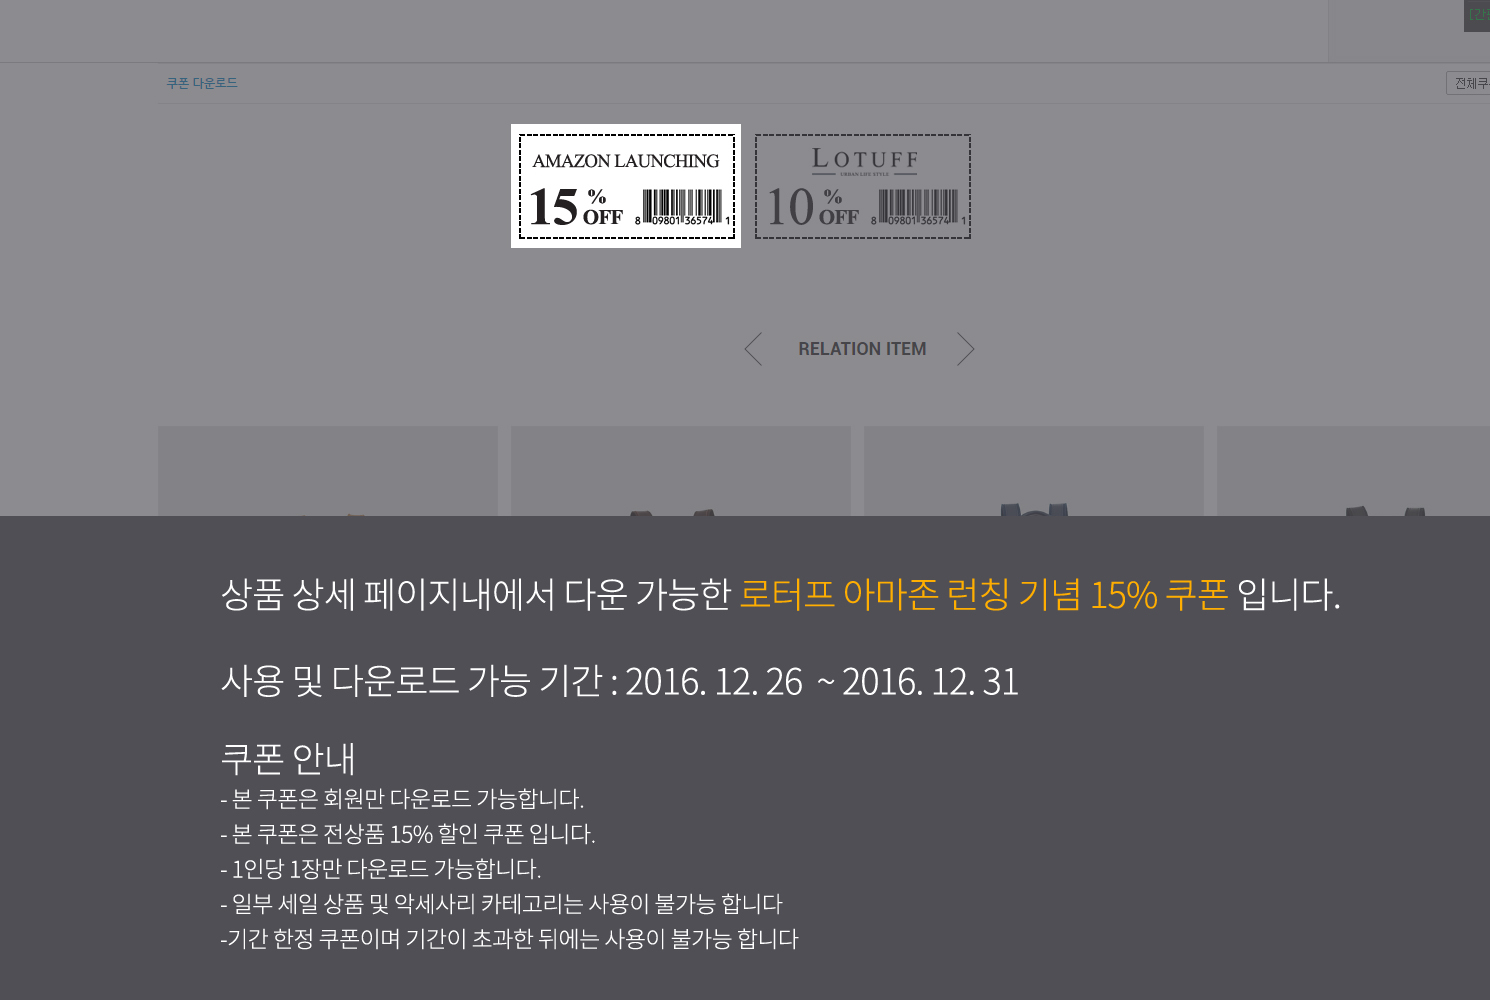 쿠폰 다운로드
AMAZON LAUNCHING
15% OFF
8 09801 36574 1
LOTUFF
URBAN LIFE STYLE
10% OFF
8 09801 36574 1
RELATION ITEM
상품 상세 페이지내에서 다운 가능한 로터프 아마존 런칭 기념 15% 쿠폰 입니다.
사용 및 다운로드 가능 기간 : 2016. 12. 26 ~ 2016. 12. 31
쿠폰 안내
- 본 쿠폰은 회원만 다운로드 가능합니다.
- 본 쿠폰은 전상품 15% 할인 쿠폰 입니다.
- 1인당 1장만 다운로드 가능합니다.
- 일부 세일 상품 및 악세사리 카테고리는 사용이 불가능 합니다
-기간 한정 쿠폰이며 기간이 초과한 뒤에는 사용이 불가능 합니다